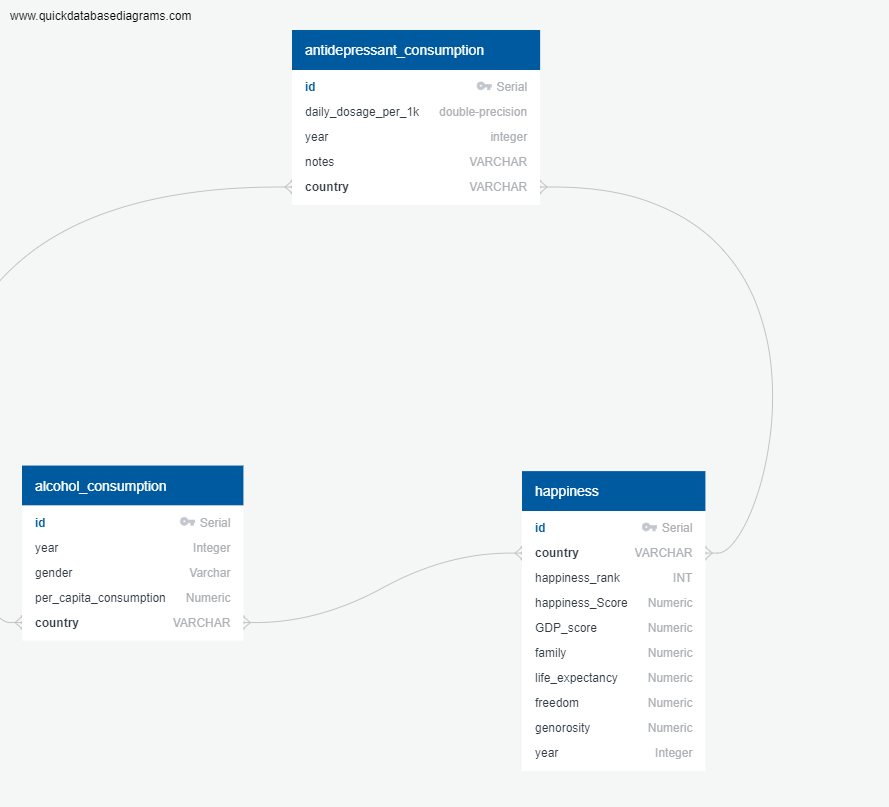 www.quickdatabasediagrams.com
antidepressant_consumption
id Serial
daily_dosage_per_1k double-precision
year integer
notes VARCHAR
country VARCHAR
alcohol_consumption
id Serial
year Integer
gender Varchar
per_capita_consumption Numeric
country VARCHAR
happiness
id Serial
country VARCHAR
happiness_rank INT
happiness_Score Numeric
GDP_score Numeric
family Numeric
life_expectancy Numeric
freedom Numeric
genorosity Numeric
year Integer